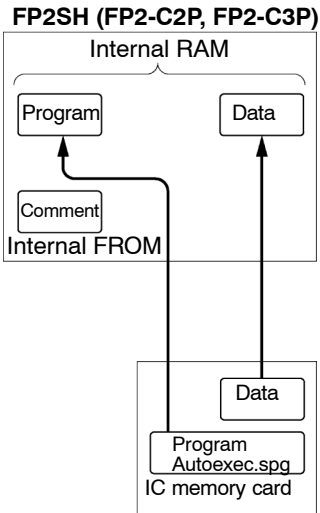 FP2SH (FP2-C2P, FP2-C3P)
Internal RAM
Program
Data
Comment
Internal FROM
Data
Program
Autoexec.spg
IC memory card